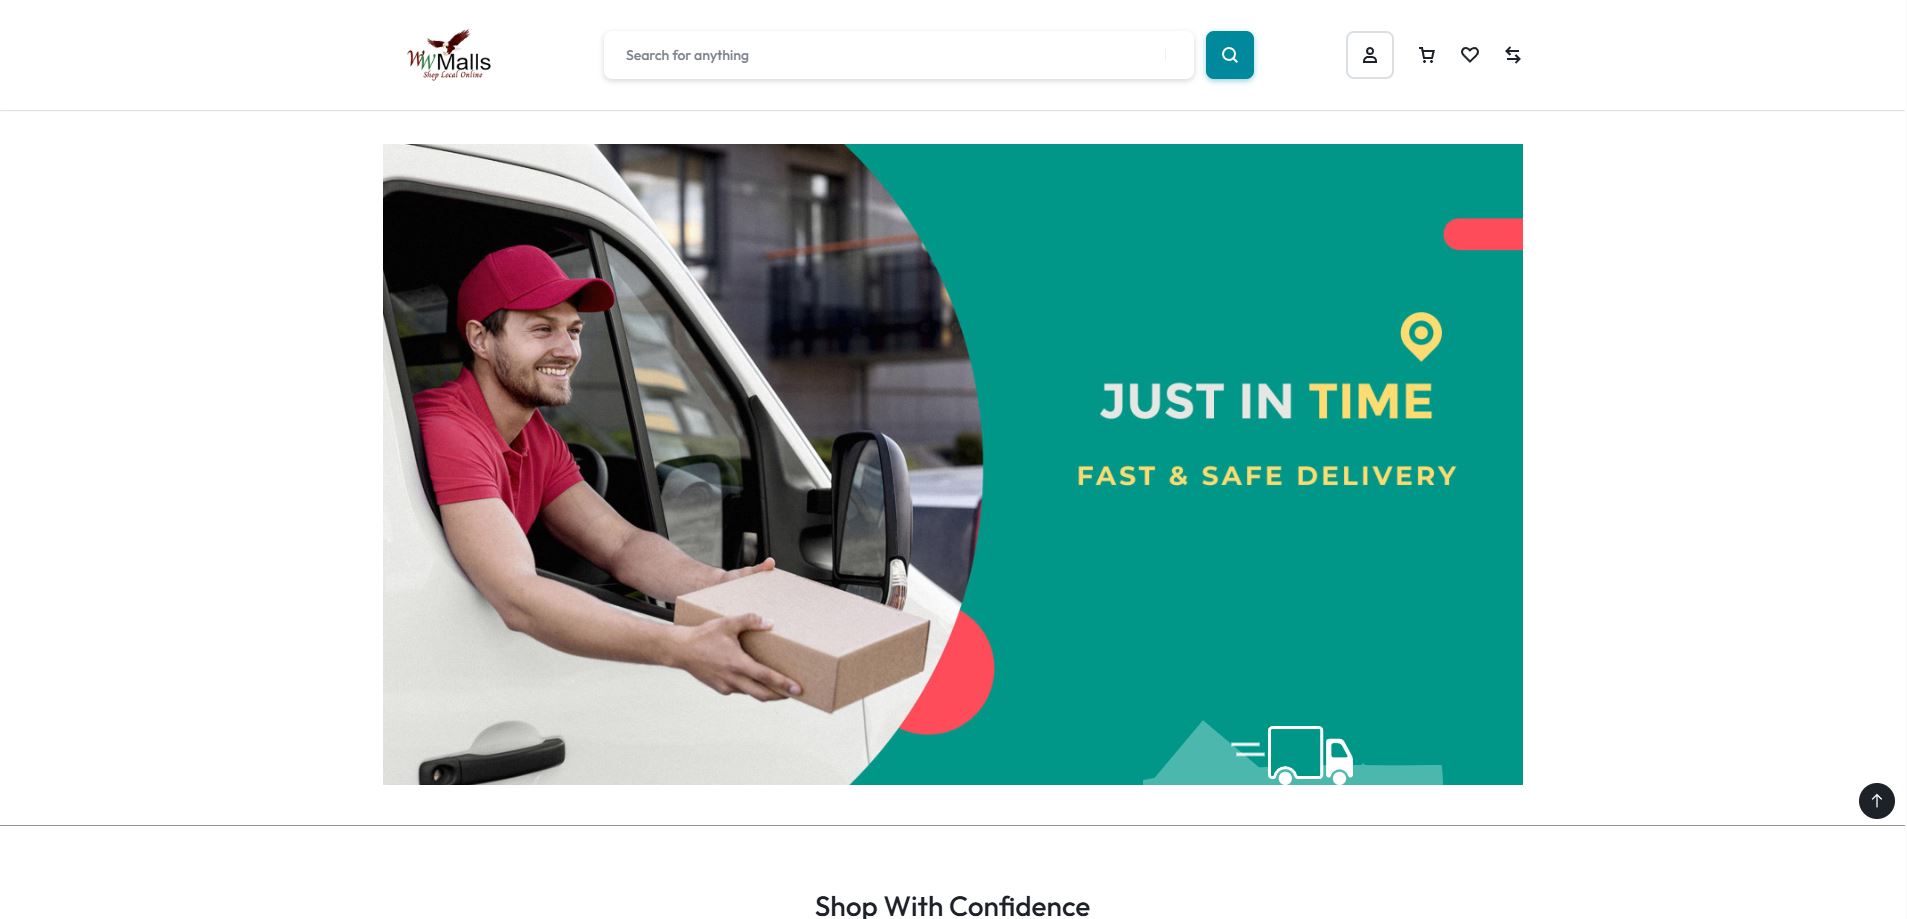 WWMalls
Shop Local Online
Search for anything
JUST IN TIME
FAST & SAFE DELIVERY
Shop With Confidence